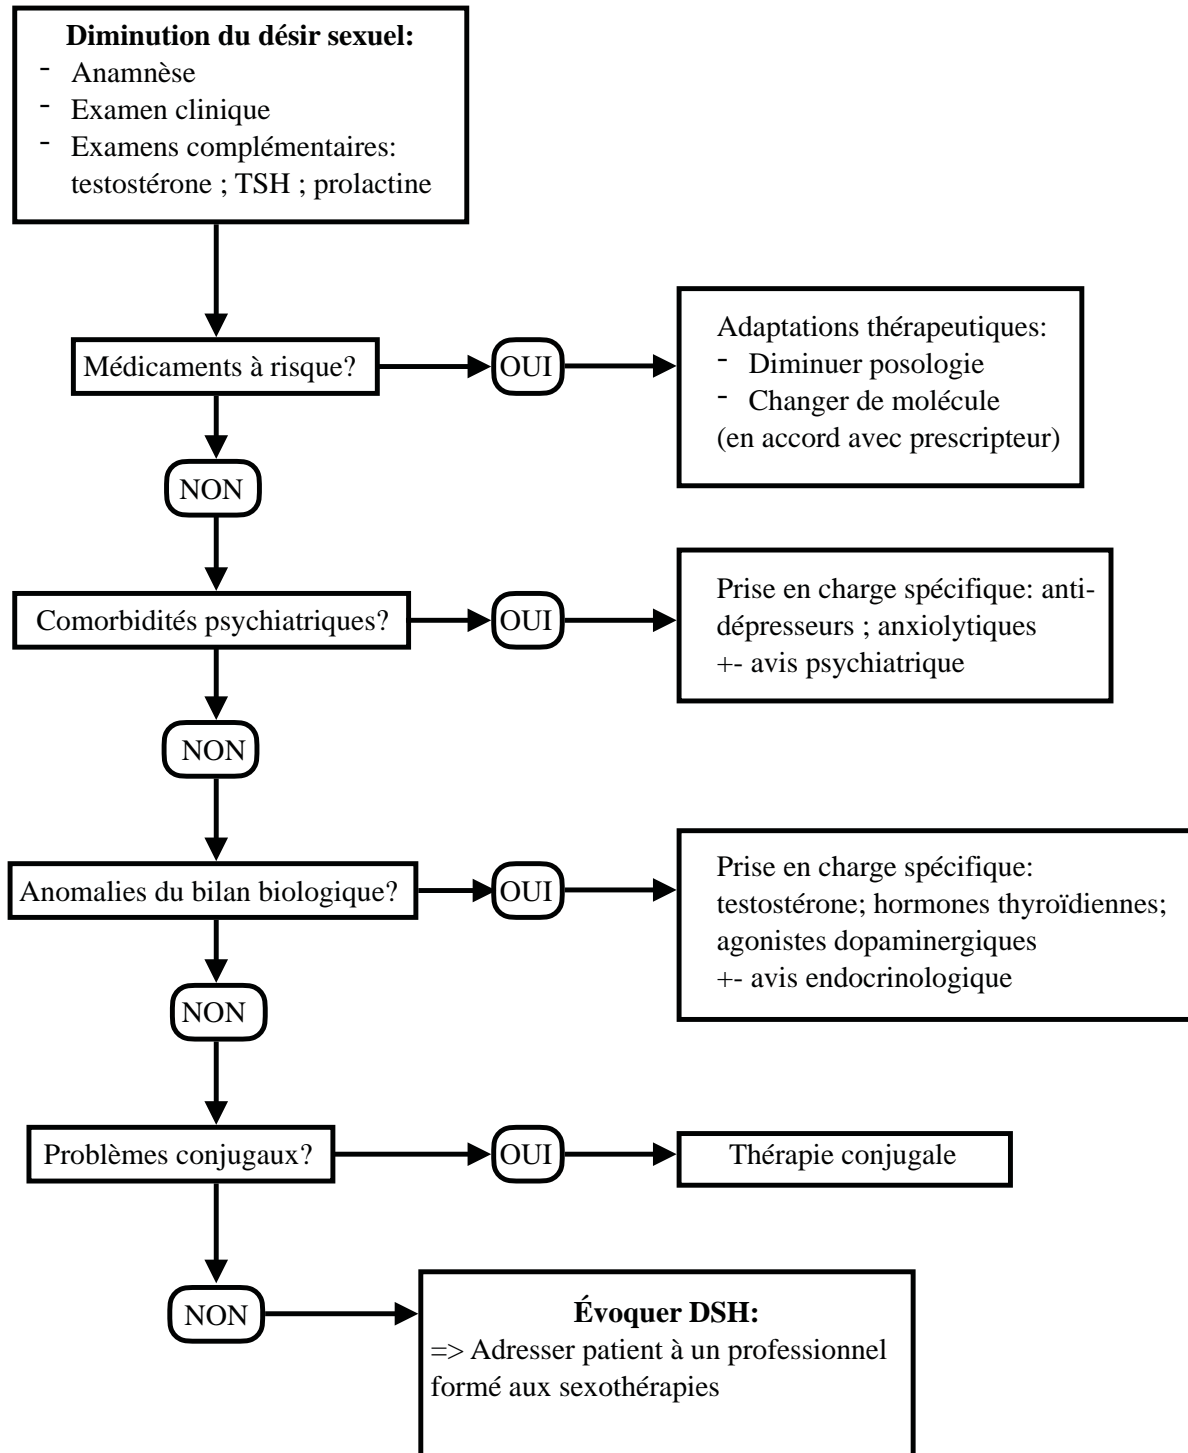 Diminution du désir sexuel:
- Anamnèse
- Examen clinique
- Examens complémentaires:
testostérone ; TSH ; prolactine
Médicaments à risque?
OUI
Adaptations thérapeutiques:
- Diminuer posologie
- Changer de molécule
(en accord avec prescripteur)
NON
Comorbidités psychiatriques?
OUI
Prise en charge spécifique: anti-
dépresseurs ; anxiolytiques
+- avis psychiatrique
NON
Anomalies du bilan biologique?
OUI
Prise en charge spécifique:
testostérone; hormones thyroïdiennes;
agonistes dopaminergiques
+- avis endocrinologique
NON
Problèmes conjugaux?
OUI
Thérapie conjugale
NON
Évoquer DSH:
=> Adresser patient à un professionnel
formé aux sexothérapies